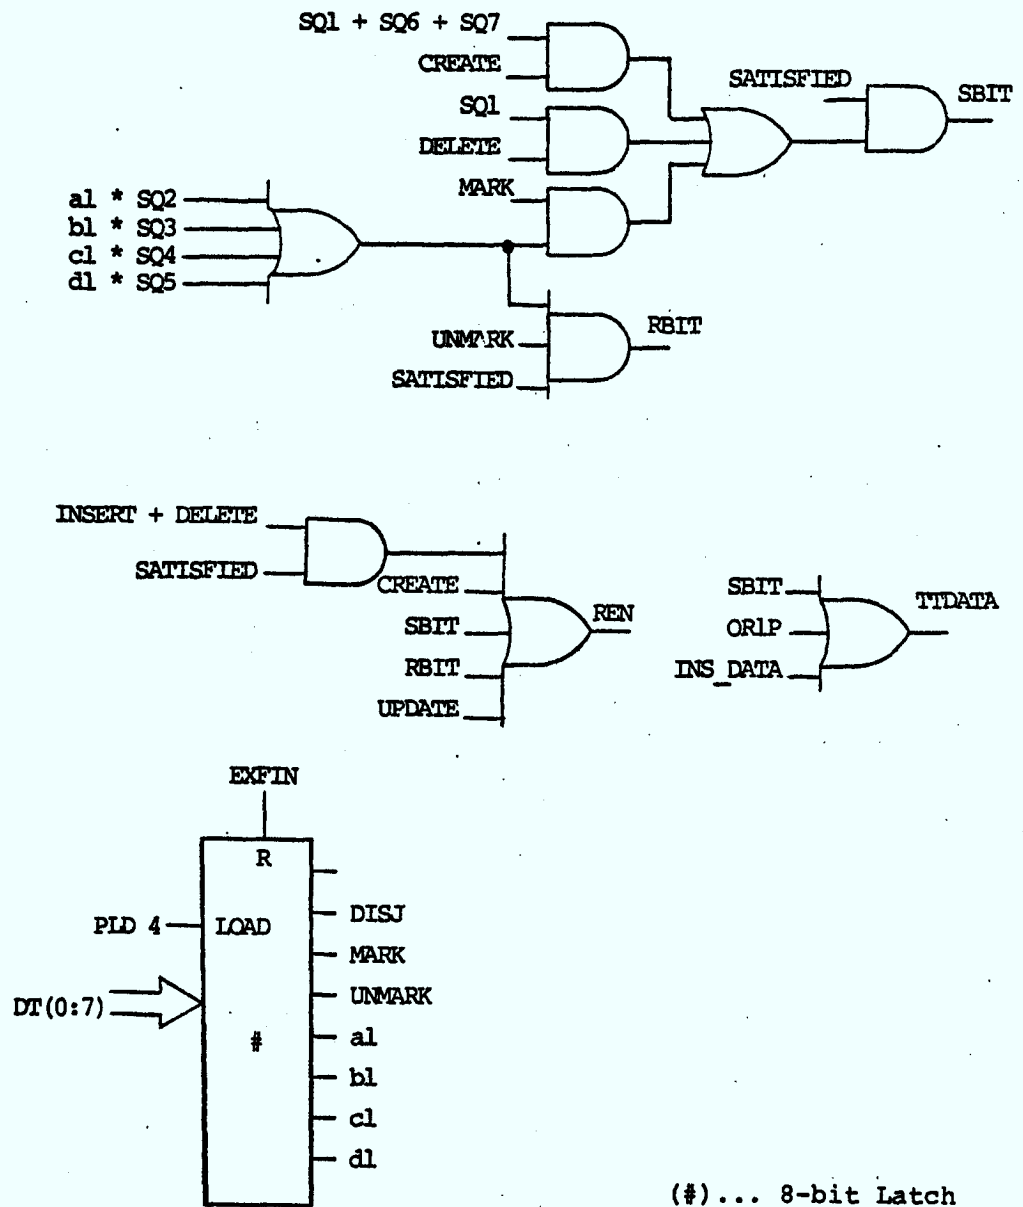 SQ1 + SQ6 + SQ7
CREATE
SQ1
DELETE
MARK
SATISFIED
SBIT
a1 * SQ2
b1 * SQ3
c1 * SQ4
d1 * SQ5
UNMARK
SATISFIED
RBIT
INSERT + DELETE
SATISFIED
CREATE
SBIT
RBIT
UPDATE
REN
SBIT
OR1P
INS_DATA
TTDATA
EXFIN
R
PLD 4
LOAD
DT(0:7)
#
DISJ
MARK
UNMARK
a1
b1
c1
d1
(#)... 8-bit Latch